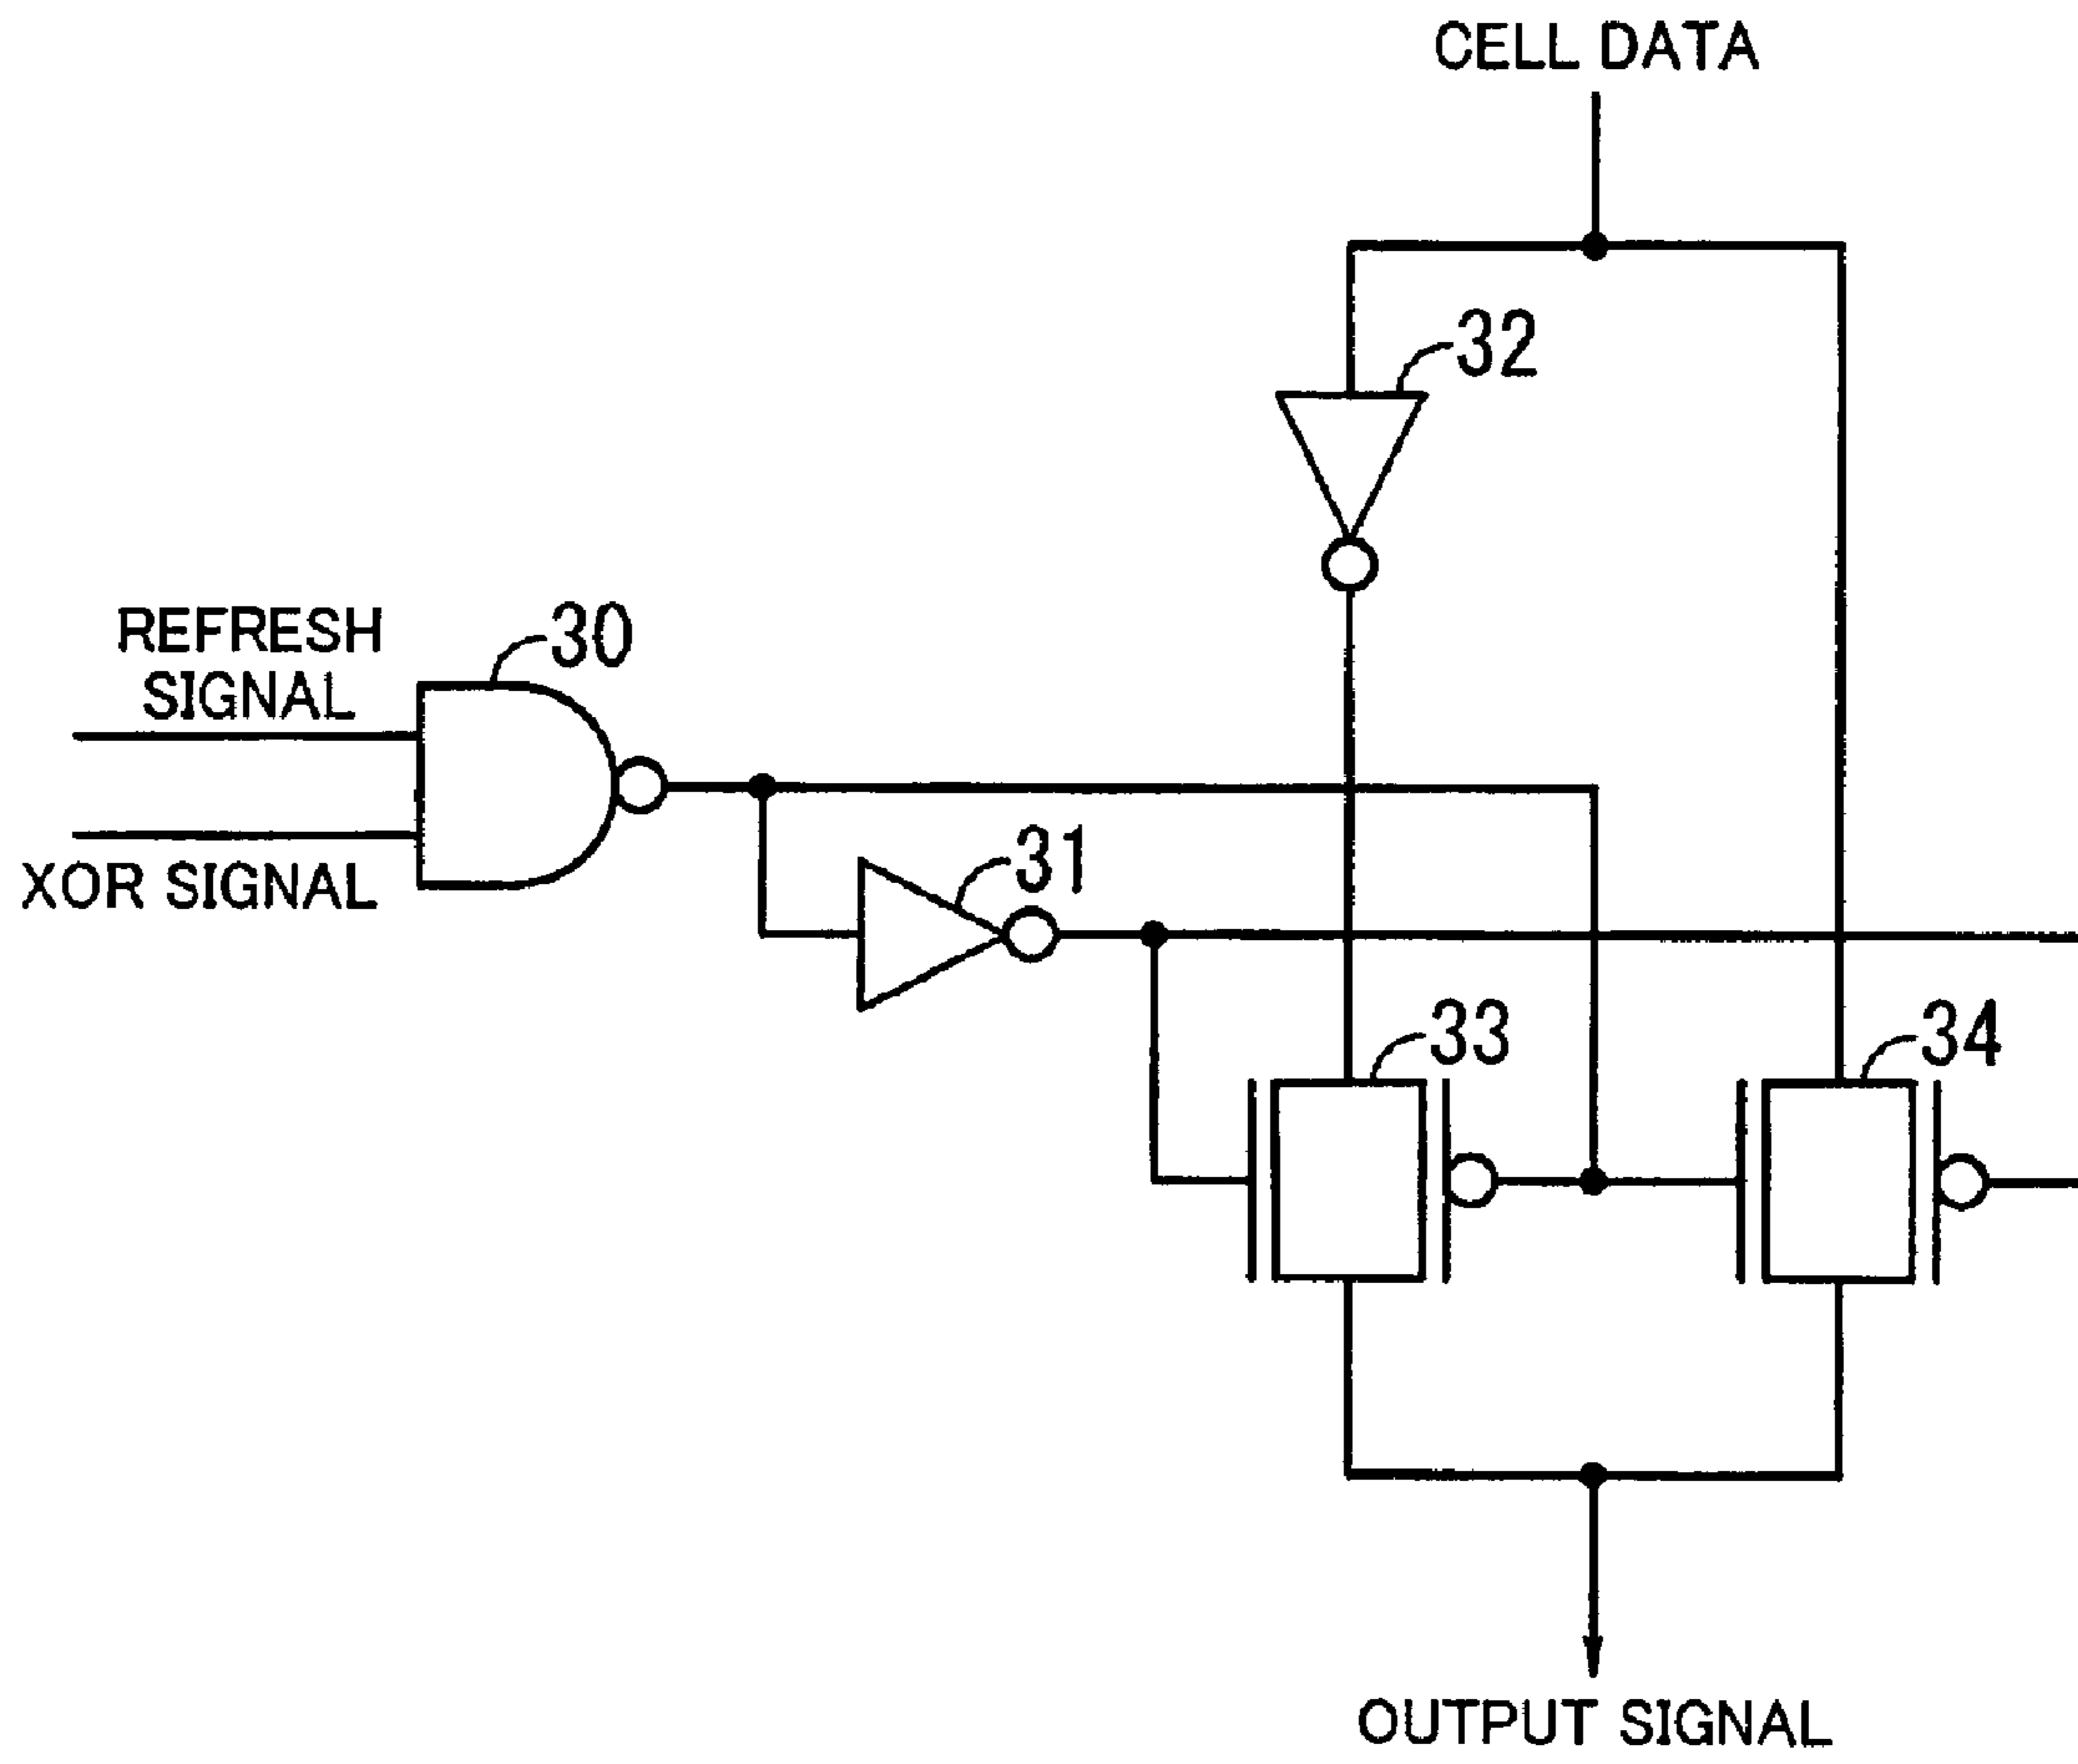 CELL DATA
32
REFRESH
SIGNAL
30
XOR SIGNAL
31
33
34
OUTPUT SIGNAL